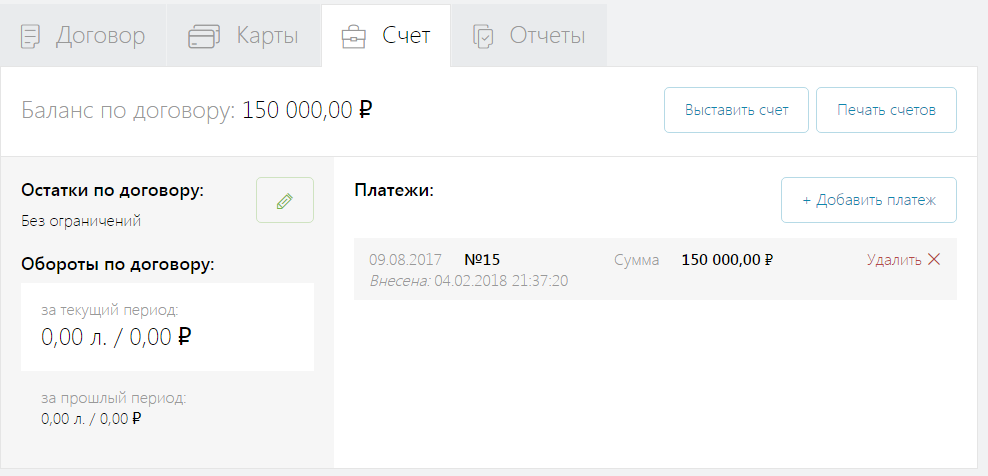 Договор Карты Счет Отчеты
Баланс по договору: 150 000,00 ₽ Выставить счет Печать счетов
Остатки по договору:
Без ограничений
Обороты по договору:
за текущий период:
0,00 л. / 0,00 ₽
за прошлый период:
0,00 л. / 0,00 ₽
Платежи: + Добавить платеж
09.08.2017 №15 Сумма 150 000,00 ₽ Удалить
Внесена: 04.02.2018 21:37:20